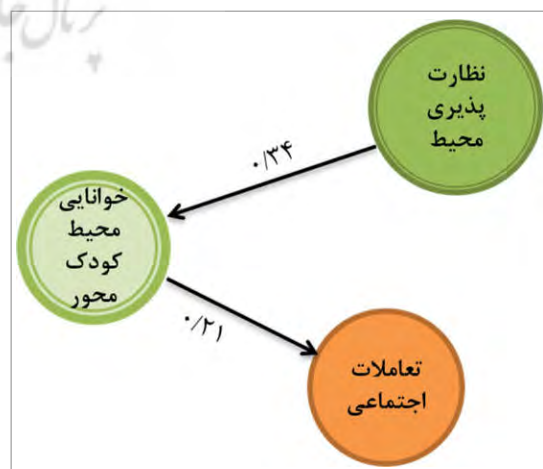 نظارت
پذیری
محیط
۰/۳۴
خوانایی
محیط
کودک
محور
۰/۲۱
تعاملات
اجتماعی